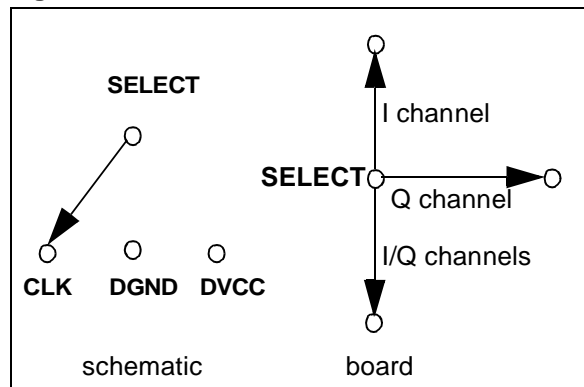 SELECT
I channel
SELECT
Q channel
I/Q channels
CLK DGND DVCC
schematic board